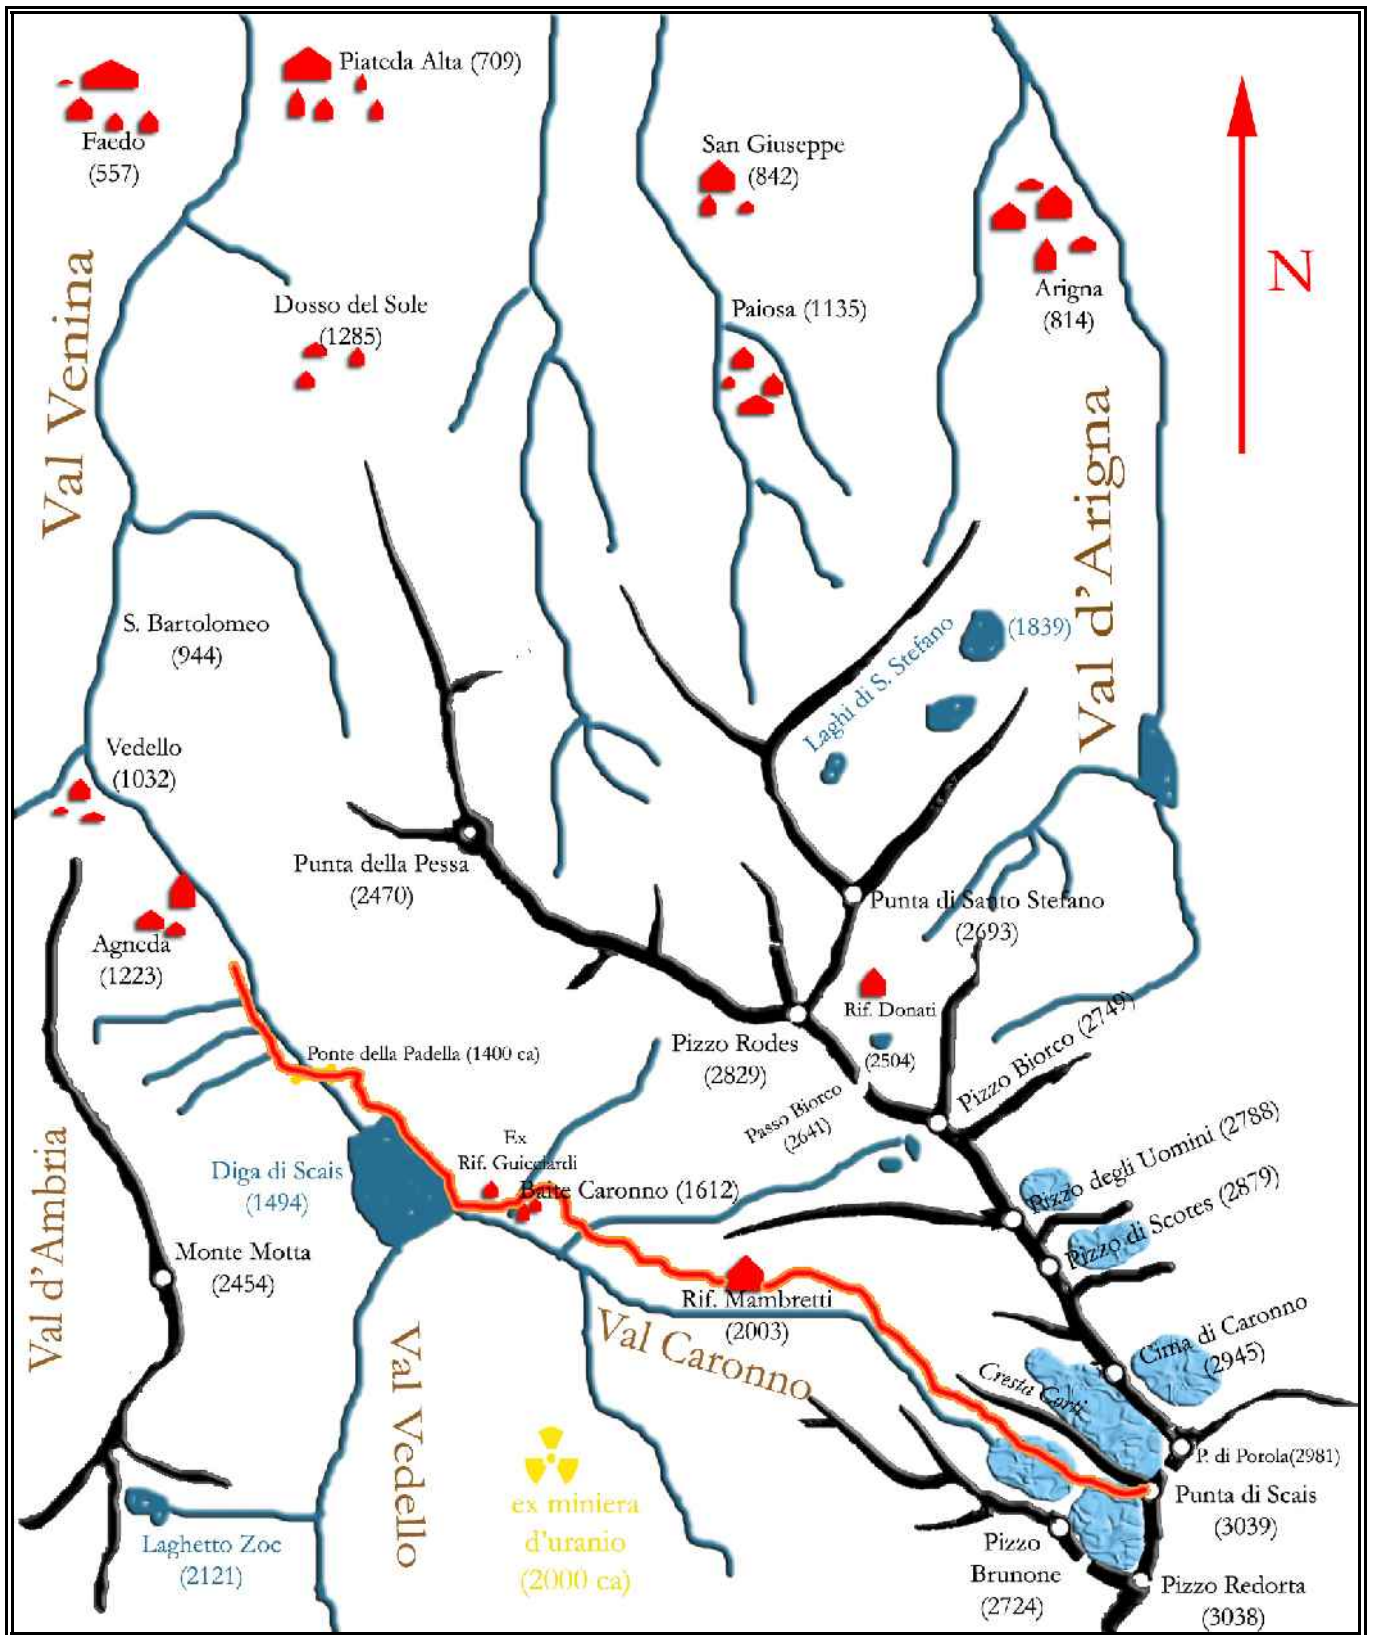 Piateda Alta (709)
Faedo
(557)
San Giuseppe
(842)
N
Arigna
(814)
Dosso del Sole
(1285)
Paiosa (1135)
Val Venina
Val d'Arigna
S. Bartolomeo
(944)
Laghi di S. Stefano
(1839)
Vedello
(1032)
Punta della Pessa
(2470)
Punta di Santo Stefano
(2693)
Agneda
(1223)
Rif. Donati
(2504)
Pizzo Rodes
(2829)
Pizzo Biorco (2749)
Ponte della Padella (1400 ca)
Passo Biorco
(2641)
Pizzo degli Uomini (2788)
Ex
Rif. Guicciardi
Baite Caronno (1612)
Diga di Scais
(1494)
Pizzo di Scotes (2879)
Val d'Ambria
Monte Motta
(2454)
Rif. Mambretti
(2003)
Val Caronno
Val Vedello
Cima di Caronno
(2945)
Cresta Corti
P. di Porola(2981)
Punta di Scais
(3039)
ex miniera
d'uranio
(2000 ca)
Laghetto Zoc
(2121)
Pizzo
Brunone
(2724)
Pizzo Redorta
(3038)